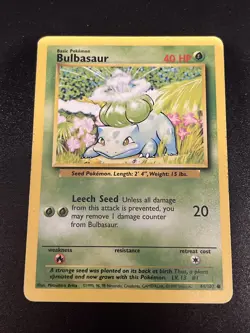 Basic Pokémon
Bulbasaur
40 HP
Seed Pokémon. Length: 2' 4", Weight: 15 lbs.
Leech Seed Unless all damage from
this attack is prevented, you
may remove 1 damage counter
from Bulbasaur.
20
weakness
resistance
retreat cost
A strange seed was planted on its back at birth. The plant
sprouts and grows with this Pokémon. LV. 13 #1